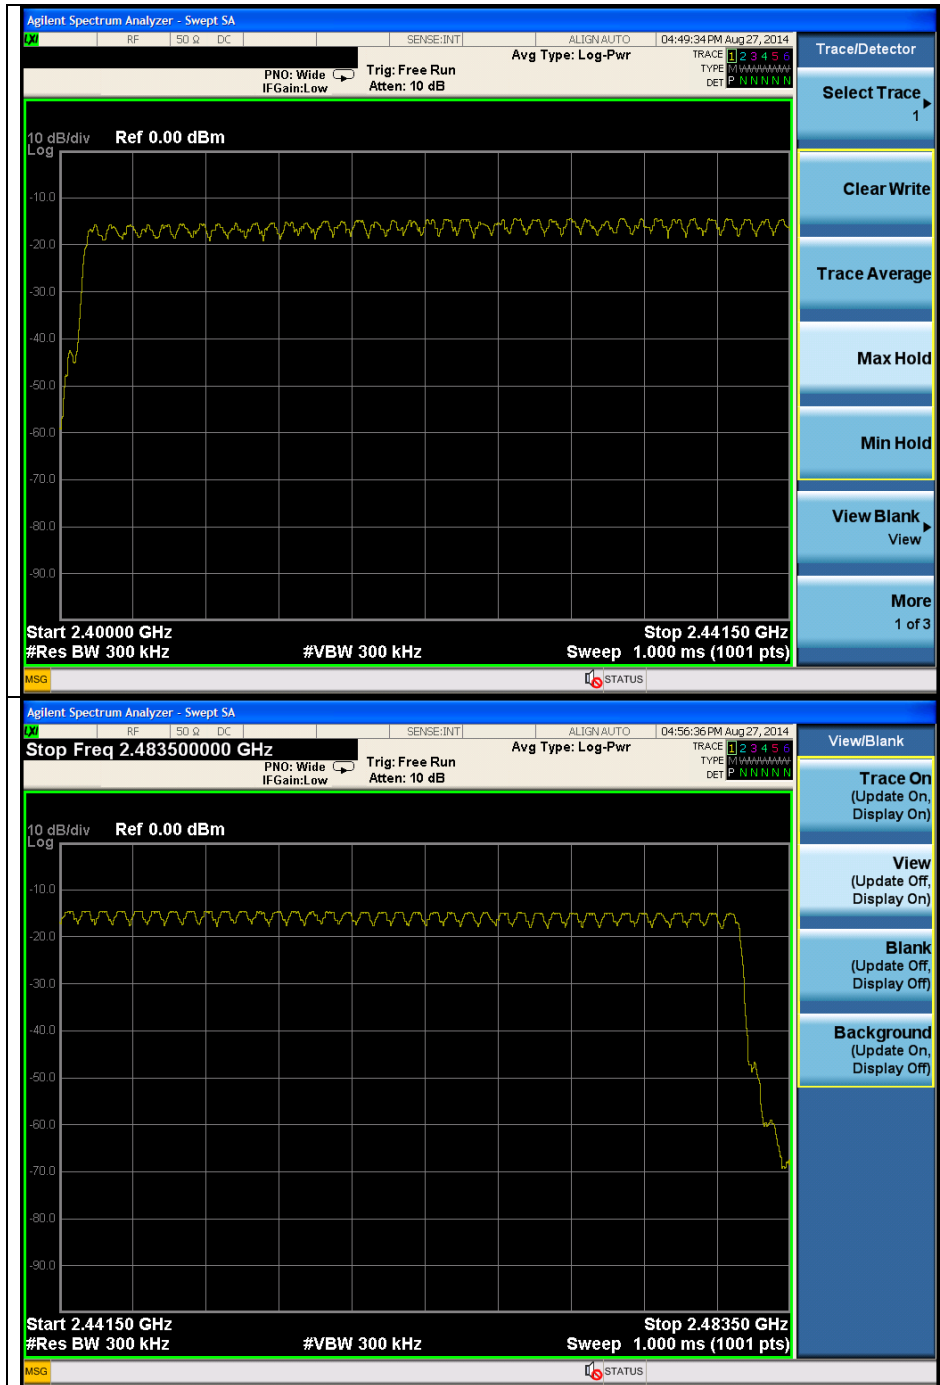 Agilent Spectrum Analyzer - Swept SA
LXI RF 50 Ω DC SENSE:INT ALIGN AUTO 04:49:34 PM Aug 27, 2014
Avg Type: Log-Pwr TRACE 1 2 3 4 5 6
PNO: Wide Trig: Free Run TYPE M WWWWW
IFGain:Low Atten: 10 dB DET P N N N N N
10 dB/div Ref 0.00 dBm
Log
-10.0
-20.0
-30.0
-40.0
-50.0
-60.0
-70.0
-80.0
-90.0
Start 2.40000 GHz Stop 2.44150 GHz
#Res BW 300 kHz #VBW 300 kHz Sweep 1.000 ms (1001 pts)
MSG STATUS
Trace/Detector
Select Trace
1
Clear Write
Trace Average
Max Hold
Min Hold
View Blank
View
More
1 of 3
Agilent Spectrum Analyzer - Swept SA
LXI RF 50 Ω DC SENSE:INT ALIGN AUTO 04:56:36 PM Aug 27, 2014
Stop Freq 2.483500000 GHz Avg Type: Log-Pwr TRACE 1 2 3 4 5 6
PNO: Wide Trig: Free Run TYPE M WWWWW
IFGain:Low Atten: 10 dB DET P N N N N N
10 dB/div Ref 0.00 dBm
Log
-10.0
-20.0
-30.0
-40.0
-50.0
-60.0
-70.0
-80.0
-90.0
Start 2.44150 GHz Stop 2.48350 GHz
#Res BW 300 kHz #VBW 300 kHz Sweep 1.000 ms (1001 pts)
MSG STATUS
View/Blank
Trace On
(Update On,
Display On)
View
(Update Off,
Display On)
Blank
(Update Off,
Display Off)
Background
(Update On,
Display Off)